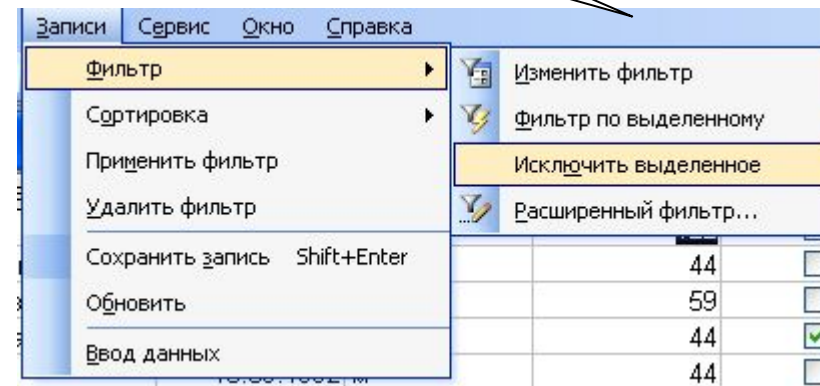 Записи Сервис Окно Справка
Фильтр
Сортировка
Применить фильтр
Удалить фильтр
Сохранить запись Shift+Enter
Обновить
Ввод данных
Изменить фильтр
Фильтр по выделенному
Исключить выделенное
Расширенный фильтр...
44
59
44
44